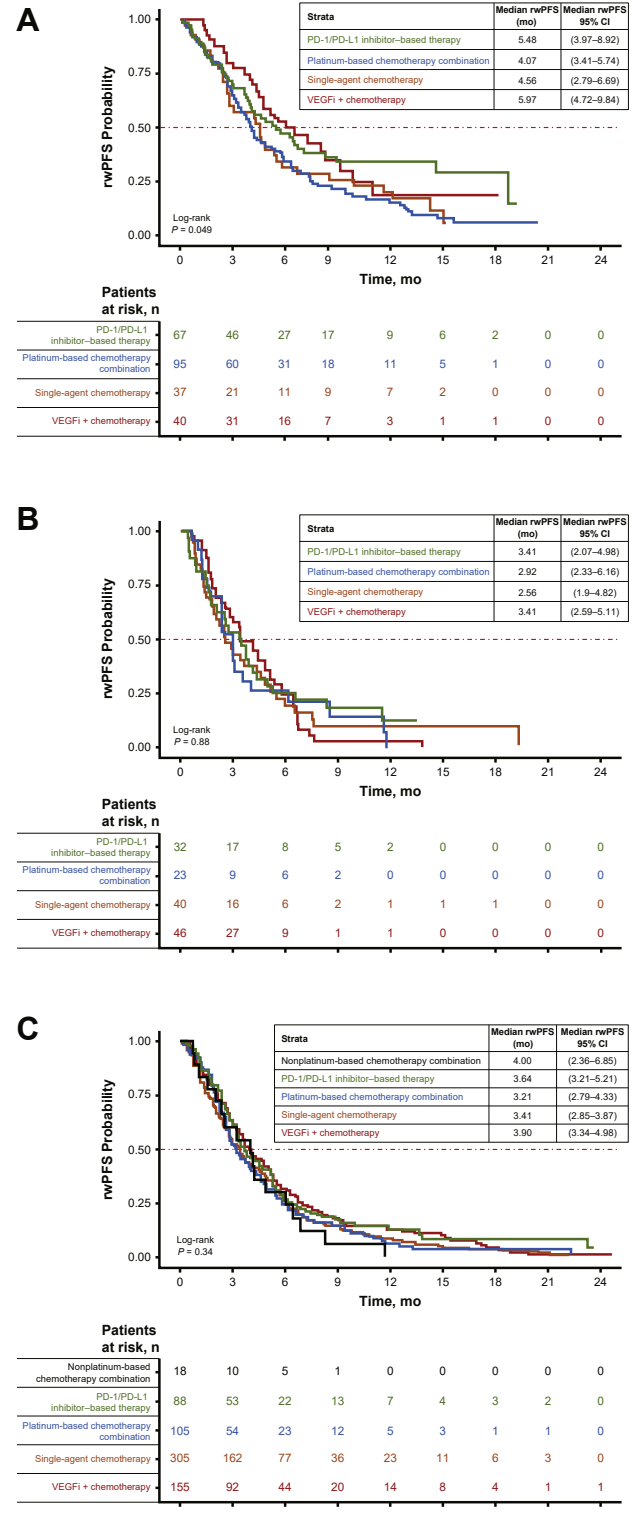 A
Strata Median rwPFS (mo) Median rwPFS 95% CI
PD-1/PD-L1 inhibitor–based therapy 5.48 (3.97–8.92)
Platinum-based chemotherapy combination 4.07 (3.41–5.74)
Single-agent chemotherapy 4.56 (2.79–6.69)
VEGFi + chemotherapy 5.97 (4.72–9.84)
rwPFS Probability
1.00
0.75
0.50
0.25
0.00
Log-rank
P = 0.049
0 3 6 9 12 15 18 21 24
Time, mo
Patients
at risk, n
PD-1/PD-L1
inhibitor–based therapy 67 46 27 17 9 6 2 0 0
Platinum-based chemotherapy
combination 95 60 31 18 11 5 1 0 0
Single-agent chemotherapy 37 21 11 9 7 2 0 0 0
VEGFi + chemotherapy 40 31 16 7 3 1 1 0 0
B
Strata Median rwPFS (mo) Median rwPFS 95% CI
PD-1/PD-L1 inhibitor–based therapy 3.41 (2.07–4.98)
Platinum-based chemotherapy combination 2.92 (2.33–6.16)
Single-agent chemotherapy 2.56 (1.9–4.82)
VEGFi + chemotherapy 3.41 (2.59–5.11)
rwPFS Probability
1.00
0.75
0.50
0.25
0.00
Log-rank
P = 0.88
0 3 6 9 12 15 18 21 24
Time, mo
Patients
at risk, n
PD-1/PD-L1
inhibitor–based therapy 32 17 8 5 2 0 0 0 0
Platinum-based chemotherapy
combination 23 9 6 2 0 0 0 0 0
Single-agent chemotherapy 40 16 6 2 1 1 1 0 0
VEGFi + chemotherapy 46 27 9 1 1 0 0 0 0
C
Strata Median rwPFS (mo) Median rwPFS 95% CI
Nonplatinum-based chemotherapy combination 4.00 (2.36–6.85)
PD-1/PD-L1 inhibitor–based therapy 3.64 (3.21–5.21)
Platinum-based chemotherapy combination 3.21 (2.79–4.33)
Single-agent chemotherapy 3.41 (2.85–3.87)
VEGFi + chemotherapy 3.90 (3.34–4.98)
rwPFS Probability
1.00
0.75
0.50
0.25
0.00
Log-rank
P = 0.34
0 3 6 9 12 15 18 21 24
Time, mo
Patients
at risk, n
Nonplatinum-based
chemotherapy combination 18 10 5 1 0 0 0 0 0
PD-1/PD-L1
inhibitor–based therapy 88 53 22 13 7 4 3 2 0
Platinum-based chemotherapy
combination 105 54 23 12 5 3 1 1 0
Single-agent chemotherapy 305 162 77 36 23 11 6 3 0
VEGFi + chemotherapy 155 92 44 20 14 8 4 1 1